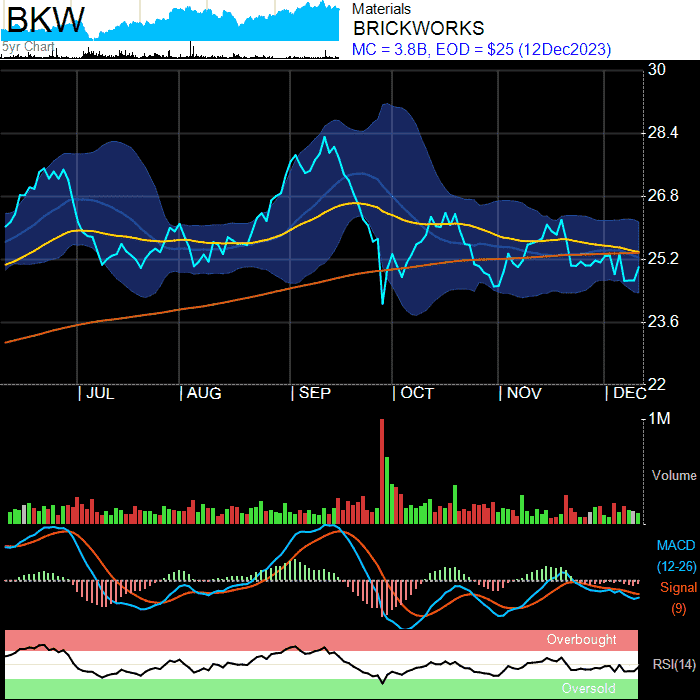 BKW
5yr Chart
Materials
BRICKWORKS
MC = 3.8B, EOD = $25 (12Dec2023)
30
28.4
26.8
25.2
23.6
22
| JUL | AUG | SEP | OCT | NOV | DEC
1M
Volume
MACD
(12-26)
Signal
(9)
Overbought
RSI(14)
Oversold